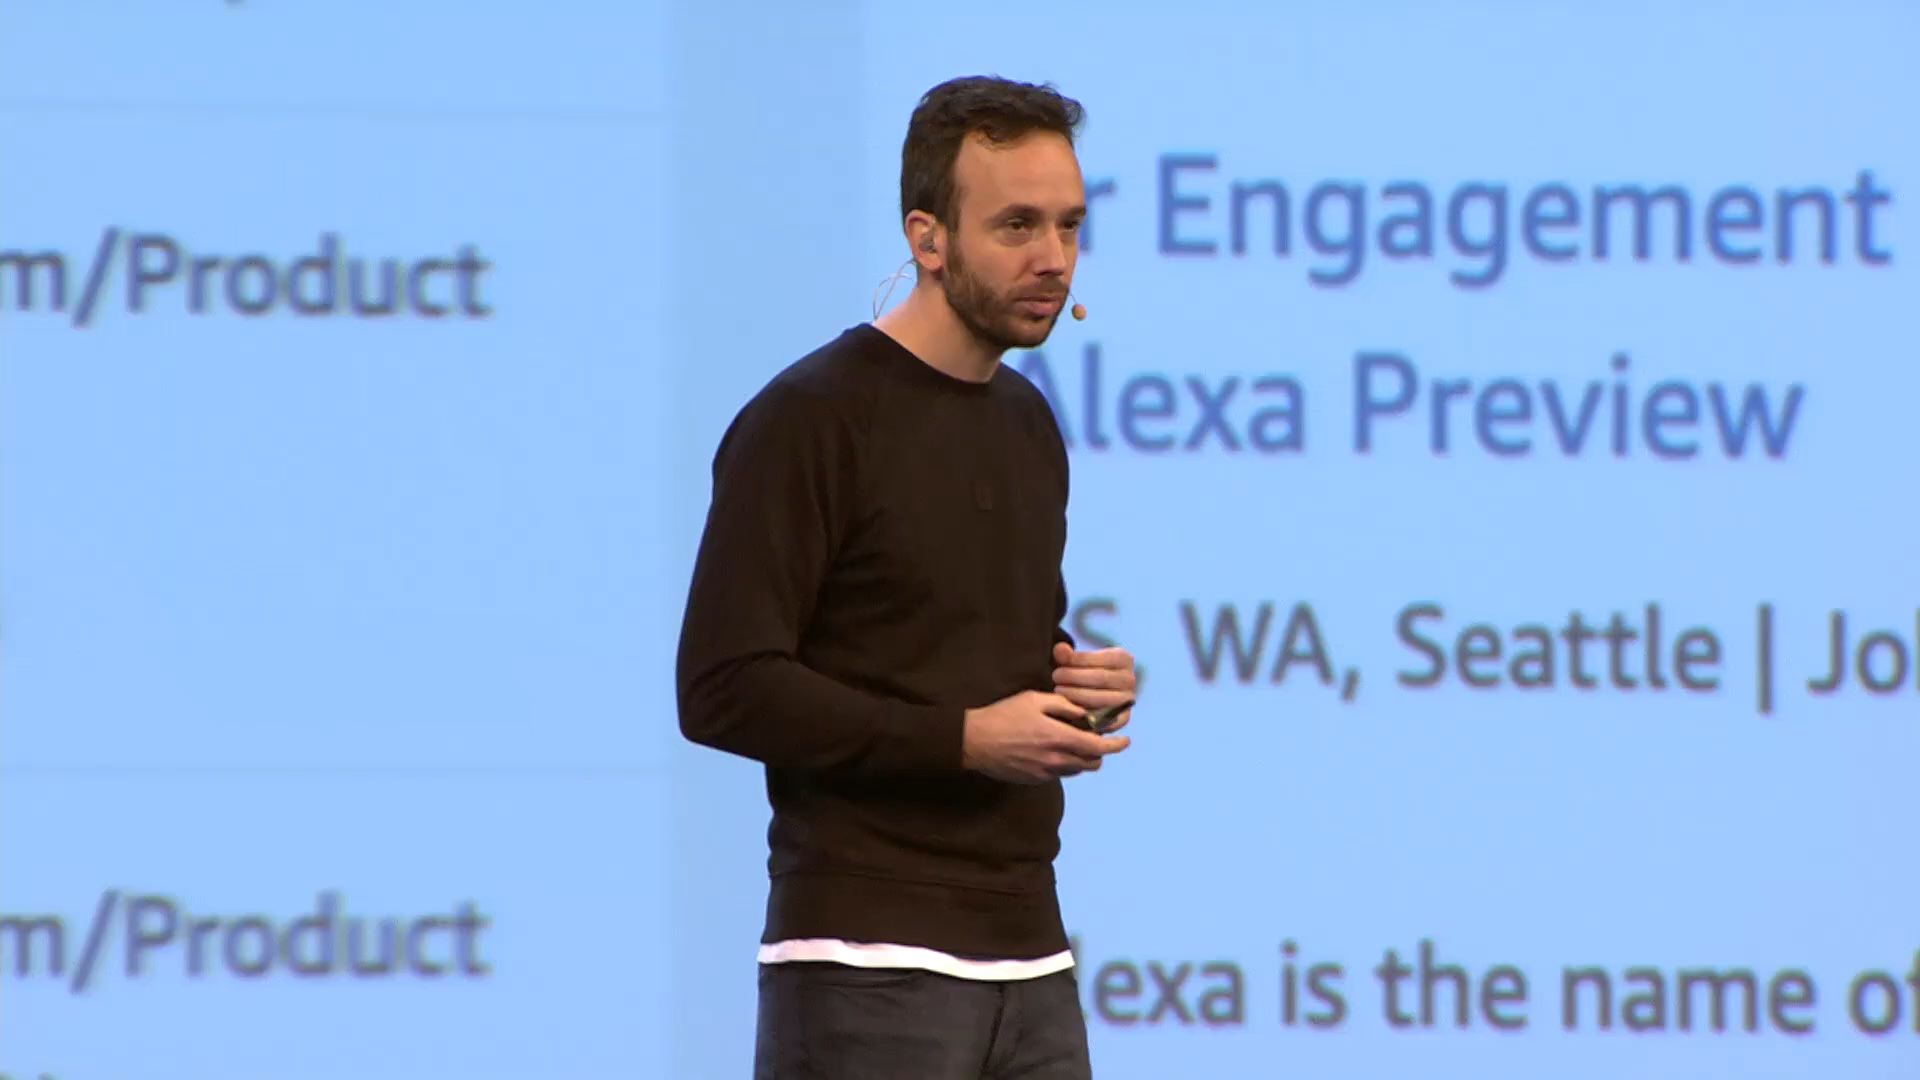 m/Product
m/Product
r Engagement
Alexa Preview
S, WA, Seattle | Jo
lexa is the name of